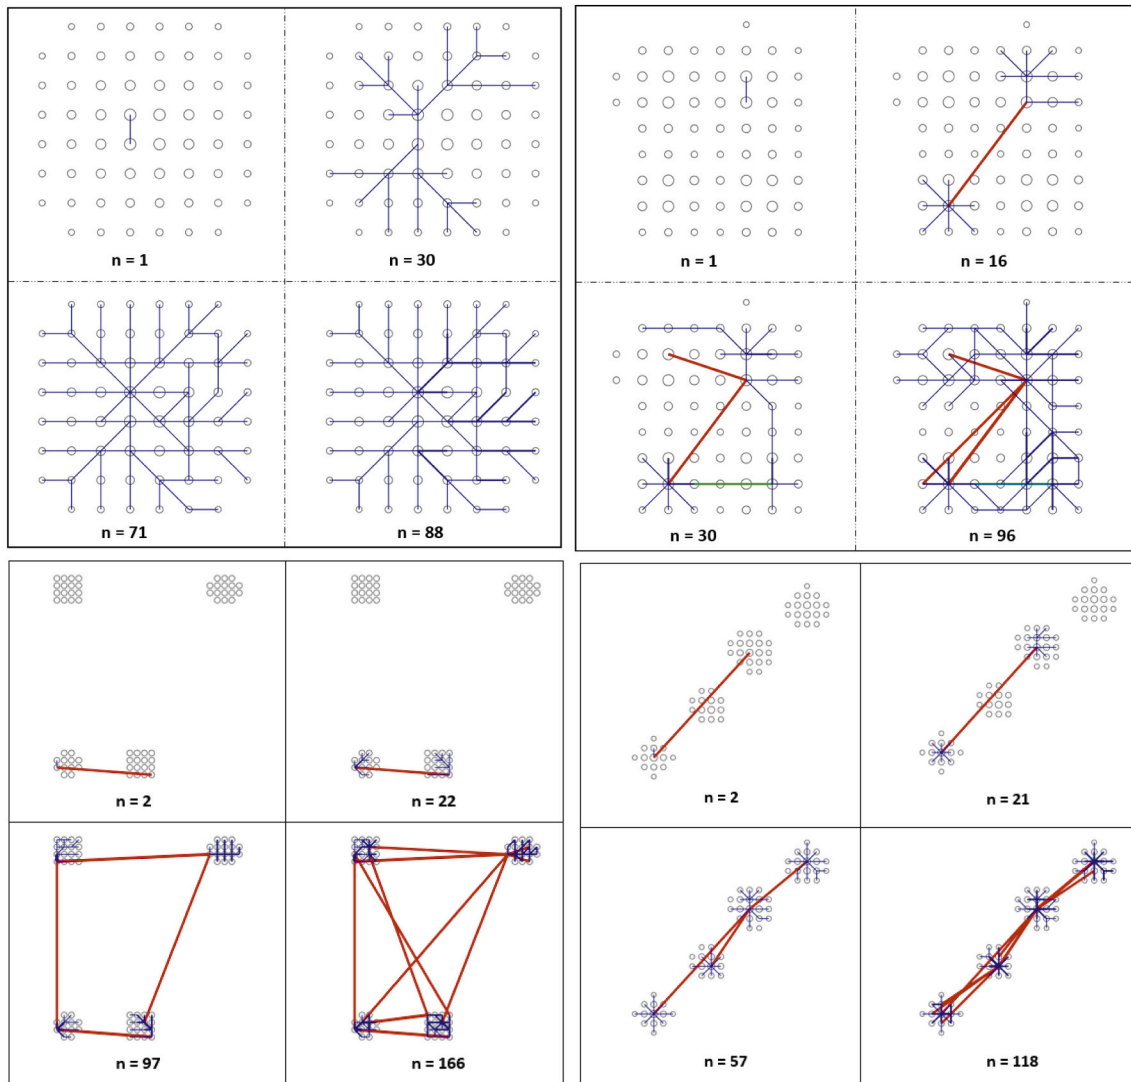 n = 1
n = 30
n = 71
n = 88
n = 1
n = 16
n = 30
n = 96
n = 2
n = 22
n = 97
n = 166
n = 2
n = 21
n = 57
n = 118